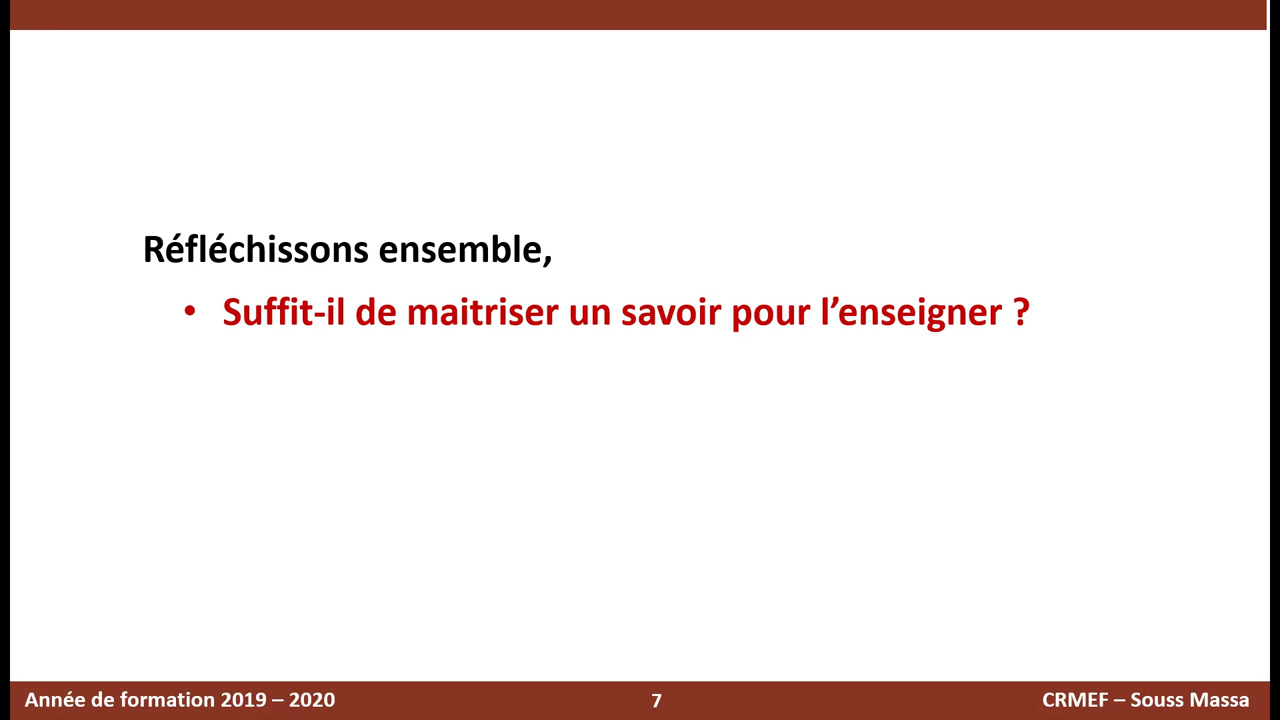 Réfléchissons ensemble,
• Suffit-il de maitriser un savoir pour l’enseigner ?
Année de formation 2019 – 2020
7
CRMEF – Souss Massa